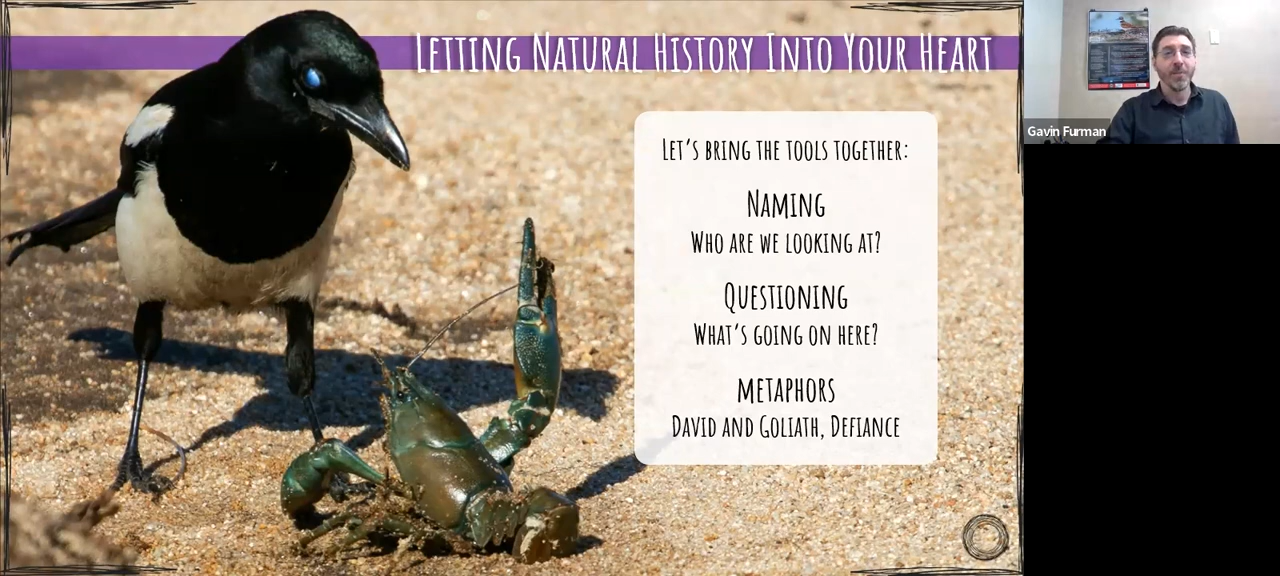 Letting Natural History Into Your Heart
Let's bring the tools together:
Naming
Who are we looking at?
Questioning
What's going on here?
metaphors
David and Goliath, Defiance
Gavin Furman